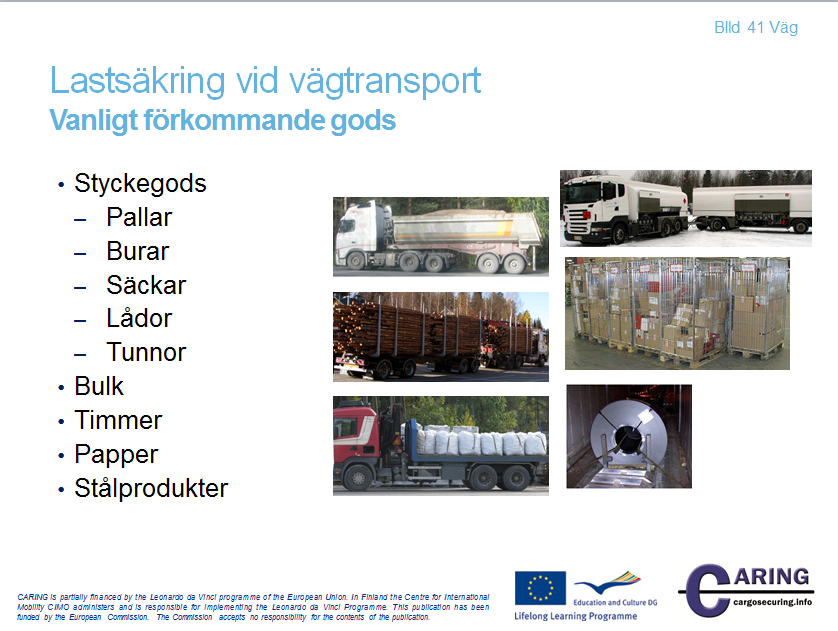 BIld 41 Väg
Lastsäkring vid vägtransport
Vanligt förkommande gods
• Styckegods
– Pallar
– Burar
– Säckar
– Lådor
– Tunnor
• Bulk
• Timmer
• Papper
• Stålprodukter
CARING is partially financed by the Leonardo da Vinci programme of the European Union. In Finland the Centre for International
Mobility CIMO administers and is responsible for implementing the Leonardo da Vinci Programme. This publication has been
funded by the European Commission. The Commission accepts no responsibility for the contents of the publication.
Education and Culture DG
Lifelong Learning Programme
CARING
cargosecuring.info